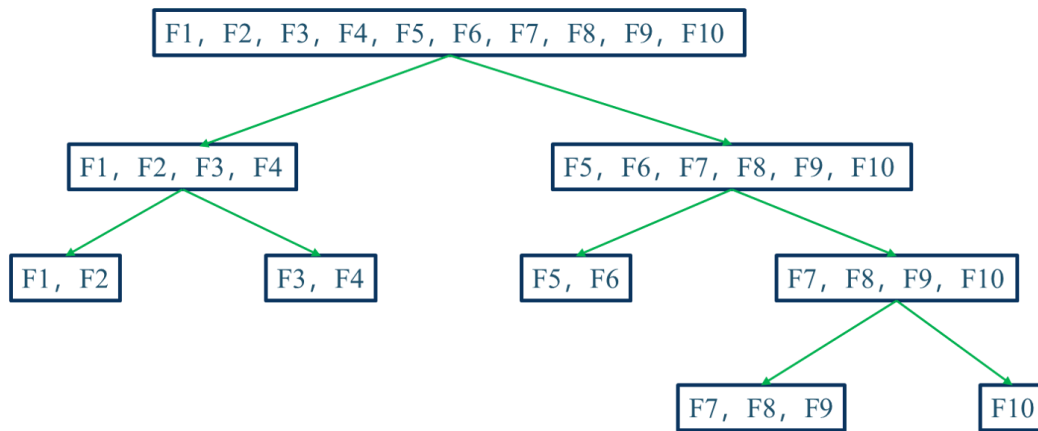 F1, F2, F3, F4, F5, F6, F7, F8, F9, F10
F1, F2, F3, F4
F5, F6, F7, F8, F9, F10
F1, F2
F3, F4
F5, F6
F7, F8, F9, F10
F7, F8, F9
F10